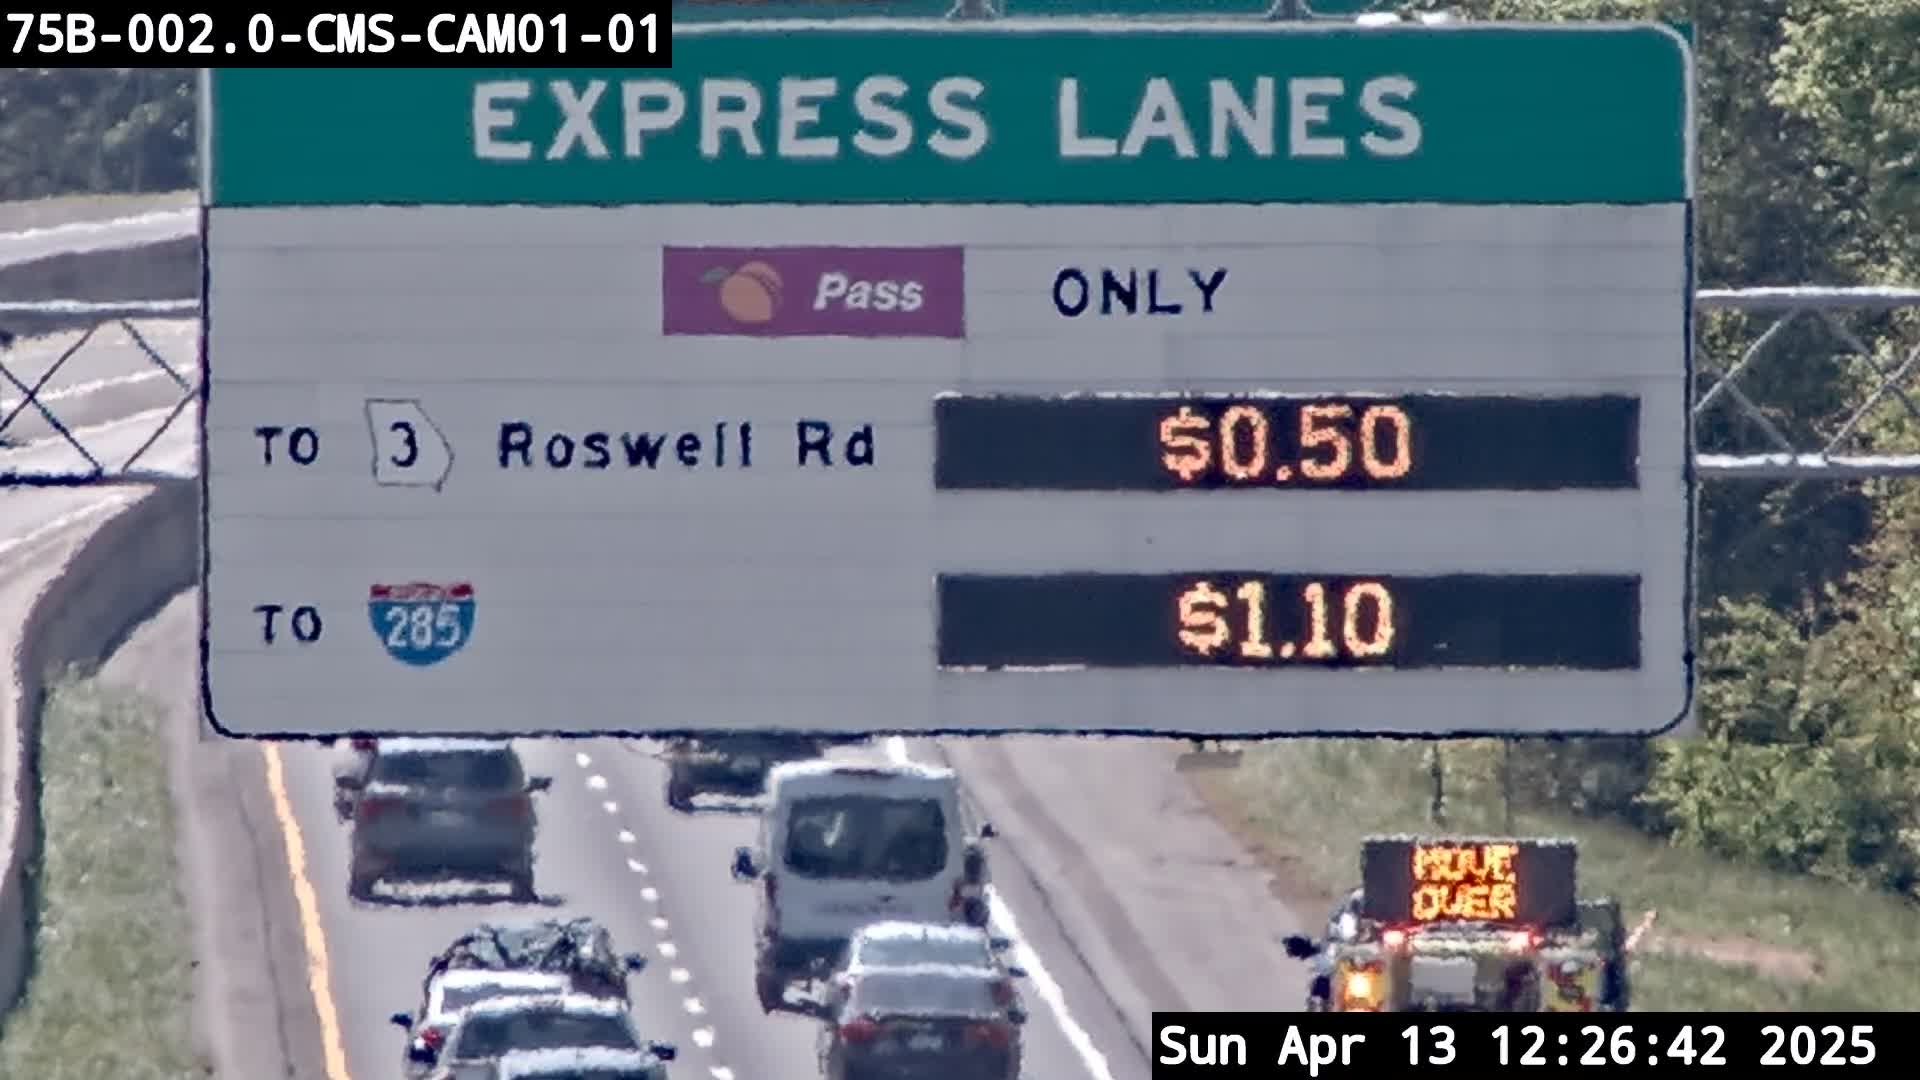 75B-002.0-CMS-CAM01-01
EXPRESS LANES
Pass ONLY
TO 3 Roswell Rd $0.50
TO 285 $1.10
MOVE
OVER
Sun Apr 13 12:26:42 2025